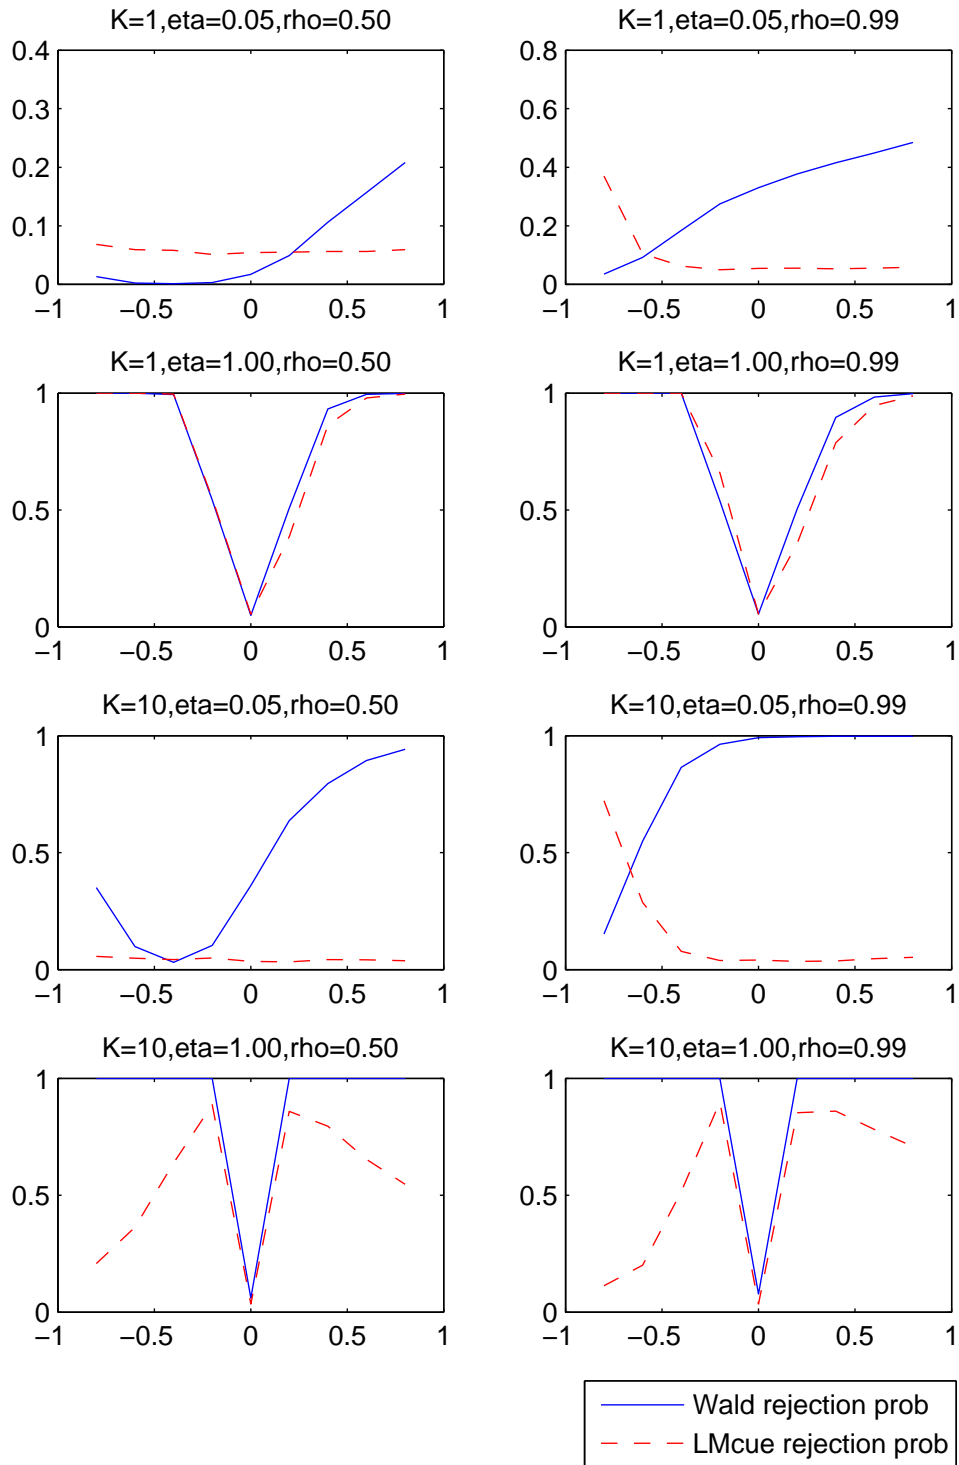 K=1,eta=0.05,rho=0.50
K=1,eta=0.05,rho=0.99
0.4
0.3
0.2
0.1
0
−1 −0.5 0 0.5 1
0.8
0.6
0.4
0.2
0
−1 −0.5 0 0.5 1
K=1,eta=1.00,rho=0.50
K=1,eta=1.00,rho=0.99
1
0.5
0
−1 −0.5 0 0.5 1
1
0.5
0
−1 −0.5 0 0.5 1
K=10,eta=0.05,rho=0.50
K=10,eta=0.05,rho=0.99
1
0.5
0
−1 −0.5 0 0.5 1
1
0.5
0
−1 −0.5 0 0.5 1
K=10,eta=1.00,rho=0.50
K=10,eta=1.00,rho=0.99
1
0.5
0
−1 −0.5 0 0.5 1
1
0.5
0
−1 −0.5 0 0.5 1
Wald rejection prob
LMcue rejection prob